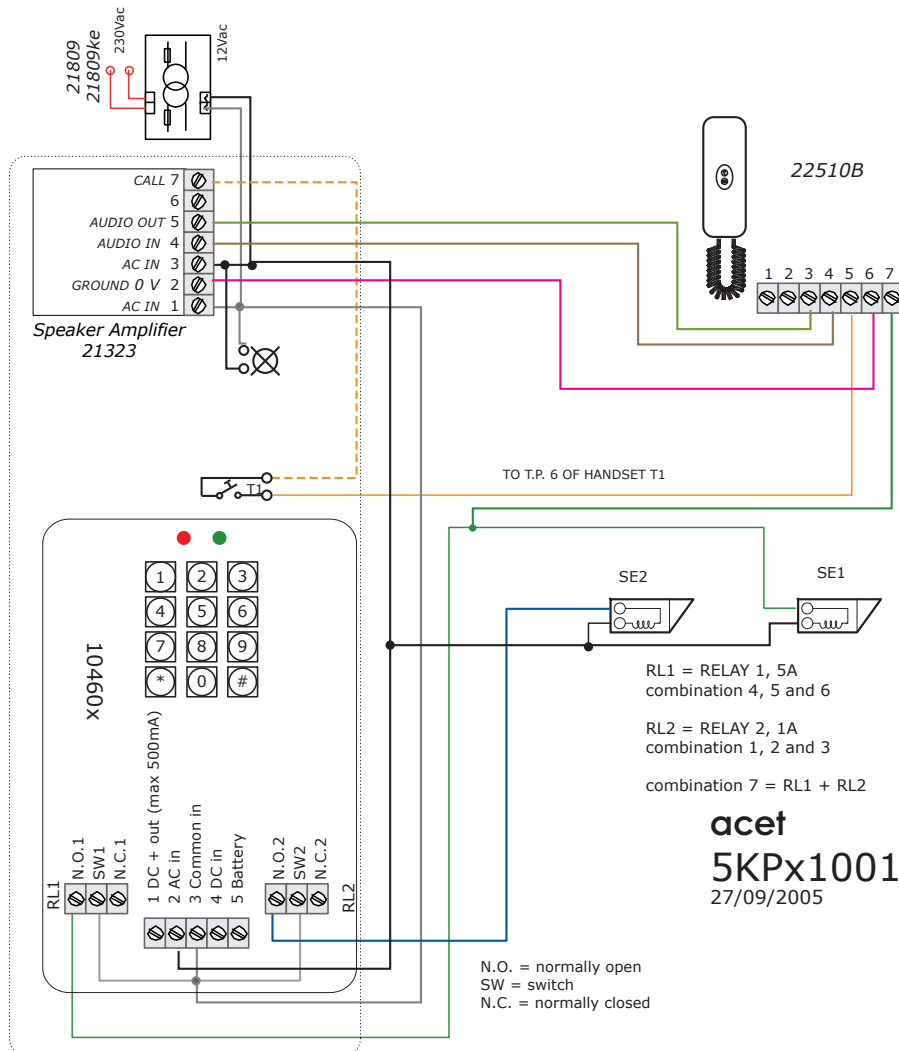 21809
21809ke
230Vac
12Vac
CALL 7
6
AUDIO OUT 5
AUDIO IN 4
AC IN 3
GROUND 0 V 2
AC IN 1
Speaker Amplifier
21323
22510B
1 2 3 4 5 6 7
T1
TO T.P. 6 OF HANDSET T1
1 2 3
4 5 6
7 8 9
* 0 #
10460x
SE2
SE1
RL1 = RELAY 1, 5A
combination 4, 5 and 6
RL2 = RELAY 2, 1A
combination 1, 2 and 3
combination 7 = RL1 + RL2
acet
5KPx1001
27/09/2005
RL1
N.O.1
SW1
N.C.1
1 DC + out (max 500mA)
2 AC in
3 Common in
4 DC in
5 Battery
N.O.2
SW2
N.C.2
RL2
N.O. = normally open
SW = switch
N.C. = normally closed